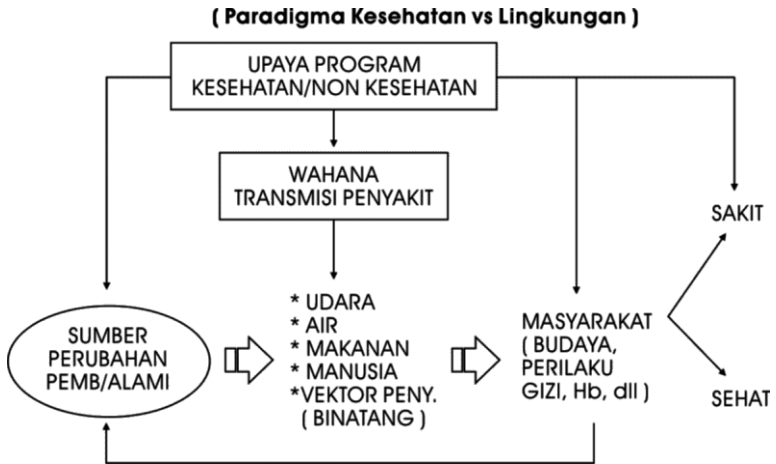 ( Paradigma Kesehatan vs Lingkungan )
UPAYA PROGRAM
KESEHATAN/NON KESEHATAN
WAHANA
TRANSMISI PENYAKIT
SAKIT
SUMBER
PERUBAHAN
PEMB/ALAMI
* UDARA
* AIR
* MAKANAN
* MANUSIA
*VEKTOR PENY.
( BINATANG )
MASYARAKAT
( BUDAYA,
PERILAKU
GIZI, Hb, dll )
SEHAT